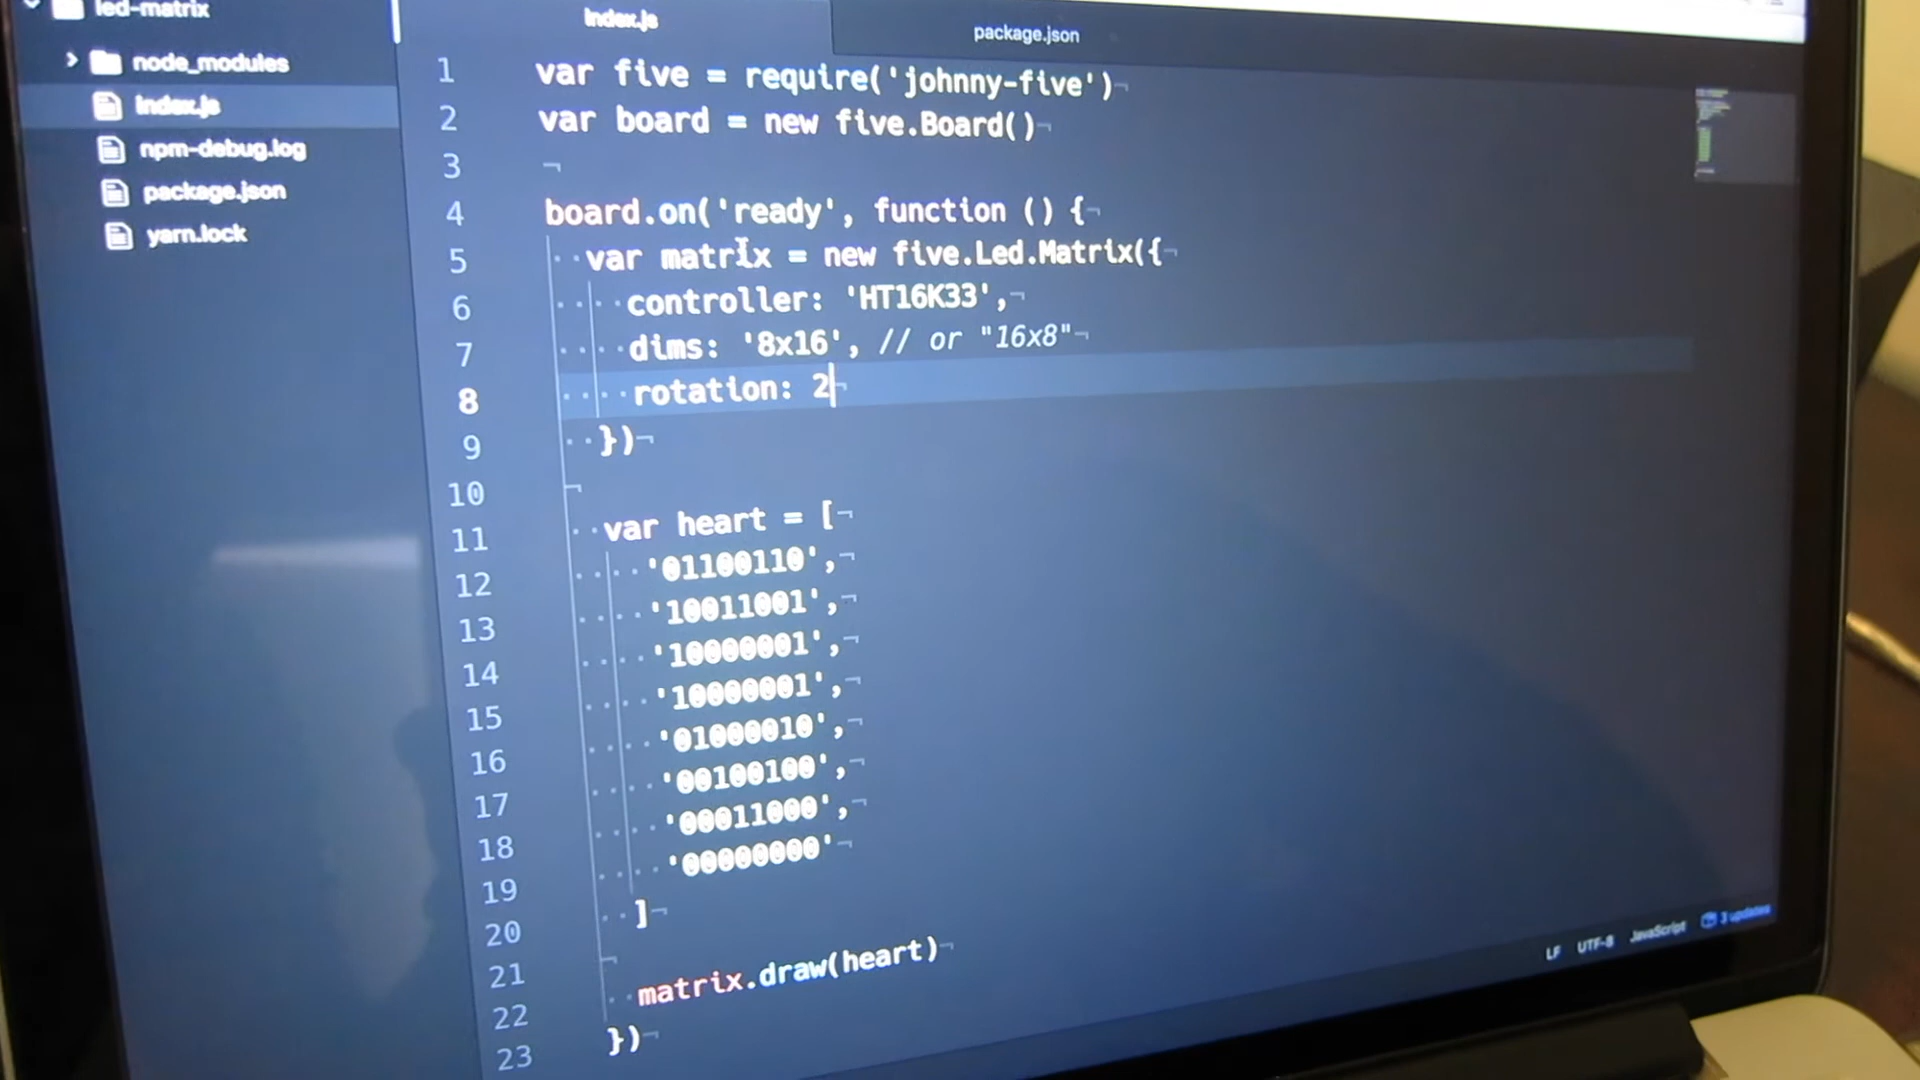 led-matrix
node_modules
index.js
npm-debug.log
package.json
yarn.lock
index.js
package.json
1 var five = require('johnny-five')¬
2 var board = new five.Board()¬
3 ¬
4 board.on('ready', function () {¬
5 ··var matrix = new five.Led.Matrix({¬
6 ····controller: 'HT16K33',¬
7 ····dims: '8x16', // or "16x8"¬
8 ····rotation: 2¬
9 ··})¬
10 ¬
11 ··var heart = [¬
12 ····'01100110',¬
13 ····'10011001',¬
14 ····'10000001',¬
15 ····'10000001',¬
16 ····'01000010',¬
17 ····'00100100',¬
18 ····'00011000',¬
19 ····'00000000'¬
20 ··]¬
21 ¬
22 ··matrix.draw(heart)¬
23 })¬
LF UTF-8 JavaScript 3 updates